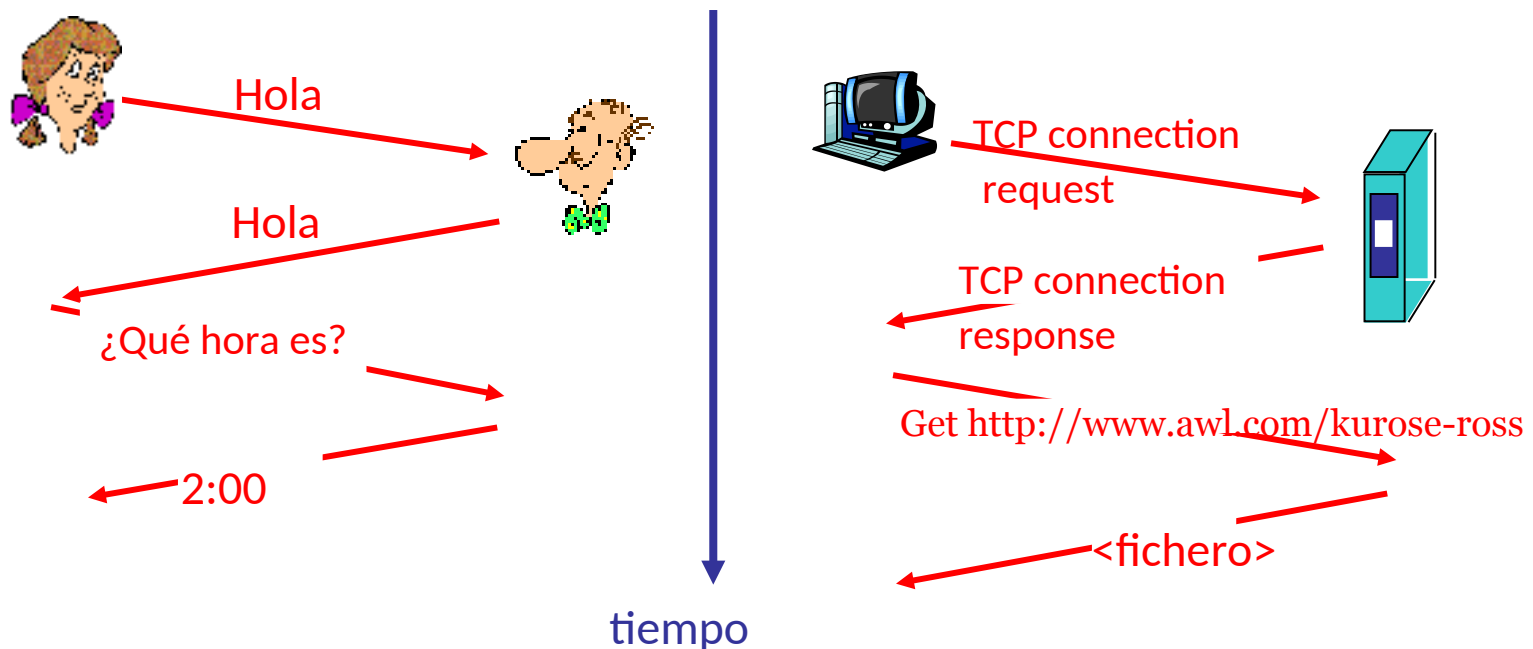 Hola
Hola
¿Qué hora es?
2:00
TCP connection
request
TCP connection
response
Get http://www.awl.com/kurose-ross
<fichero>
tiempo